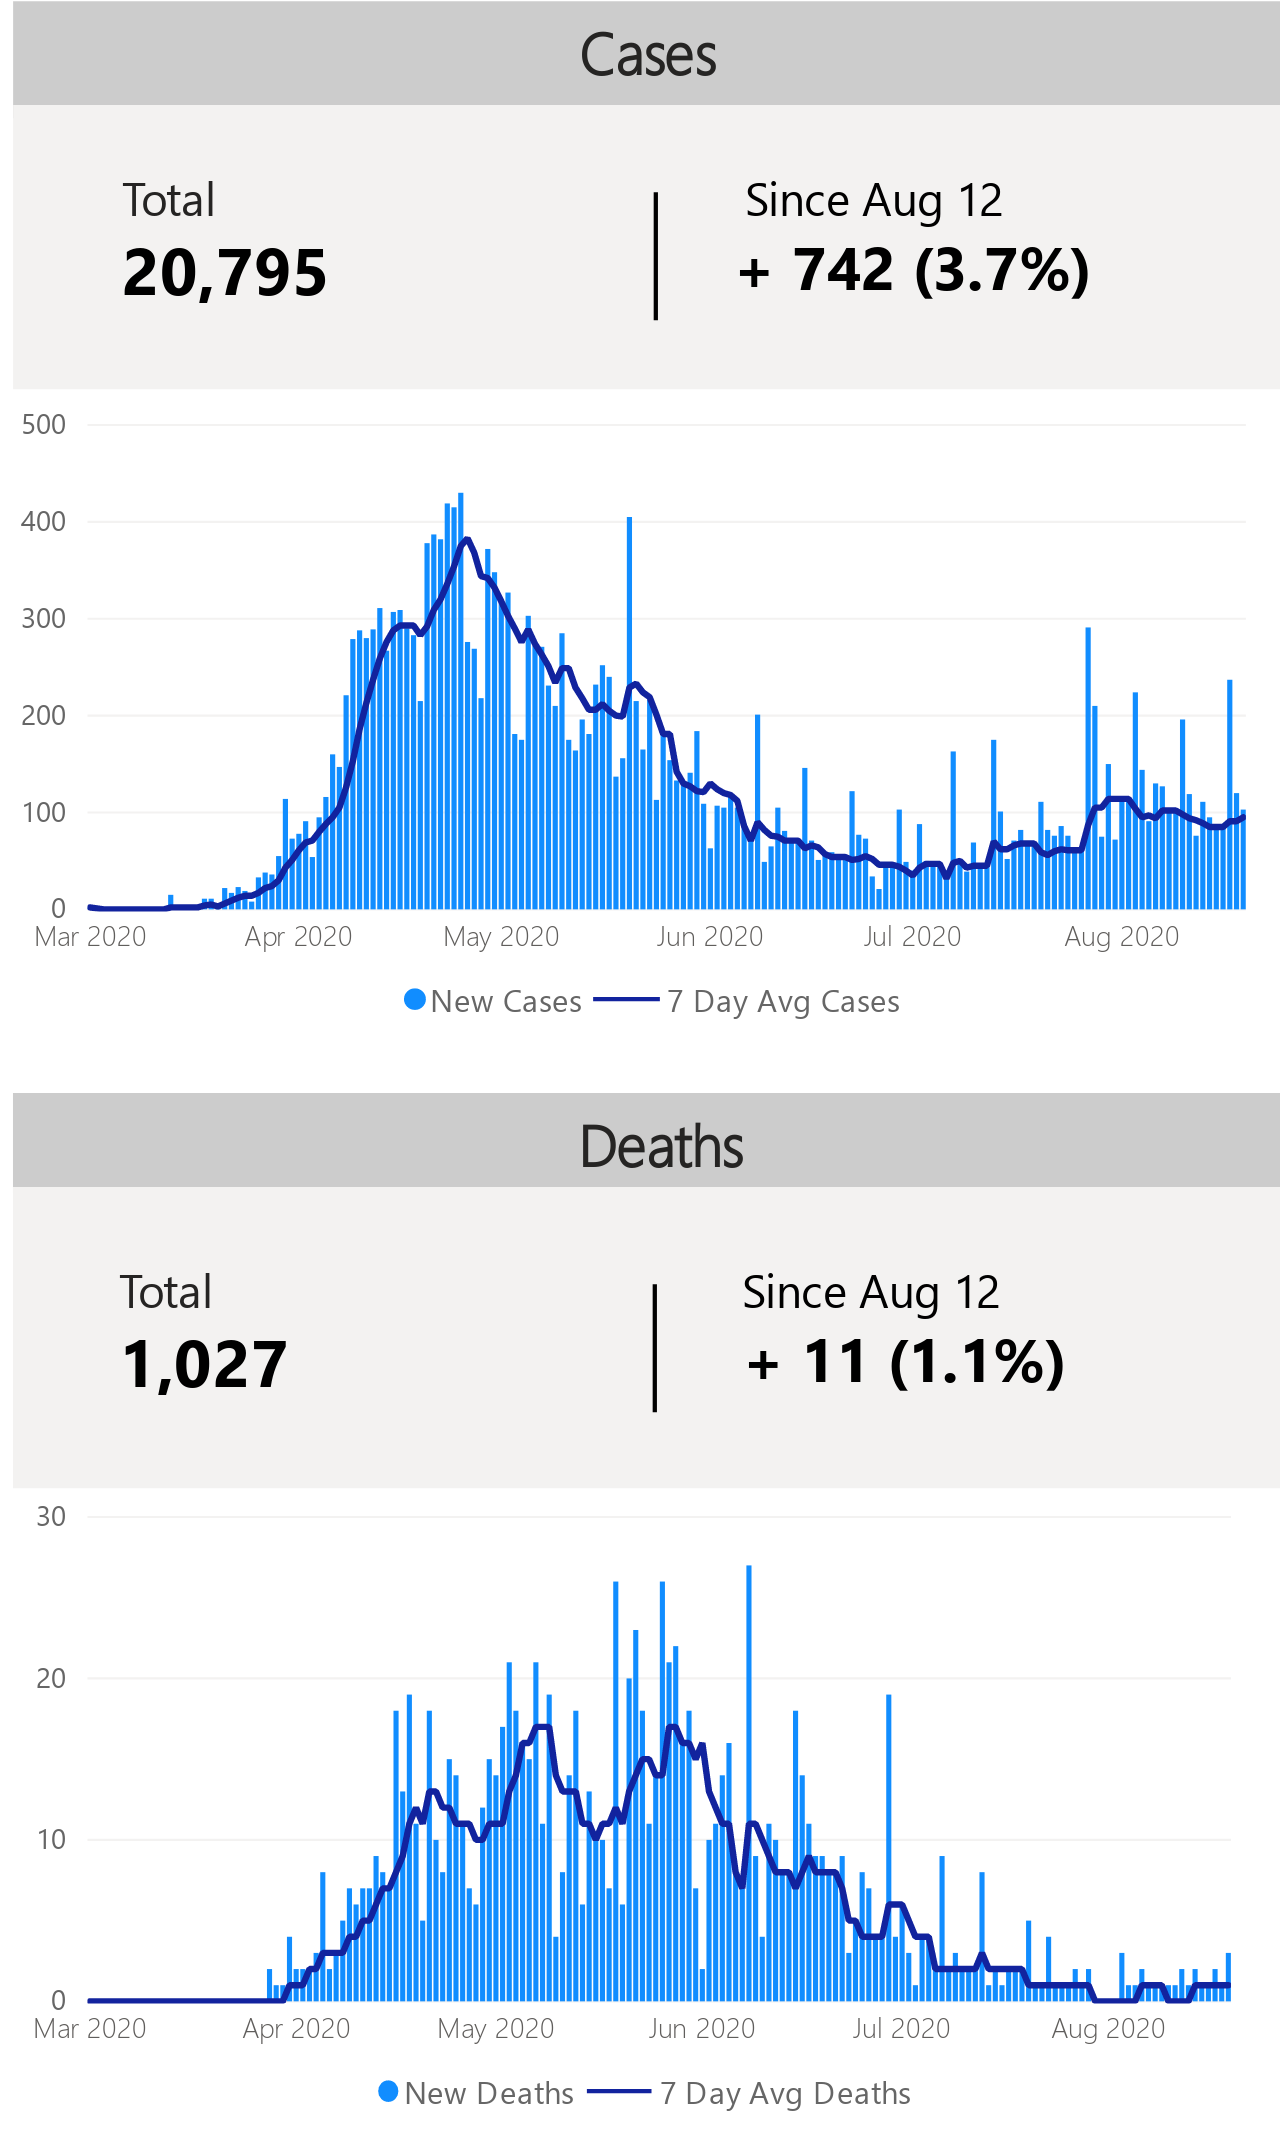 Cases
Total
Since Aug 12
20,795
+ 742 (3.7%)
500
400
300
200
100
0
Mar 2020 Apr 2020 May 2020 Jun 2020 Jul 2020 Aug 2020
New Cases 7 Day Avg Cases
Deaths
Total
Since Aug 12
1,027
+ 11 (1.1%)
30
20
10
0
Mar 2020 Apr 2020 May 2020 Jun 2020 Jul 2020 Aug 2020
New Deaths 7 Day Avg Deaths